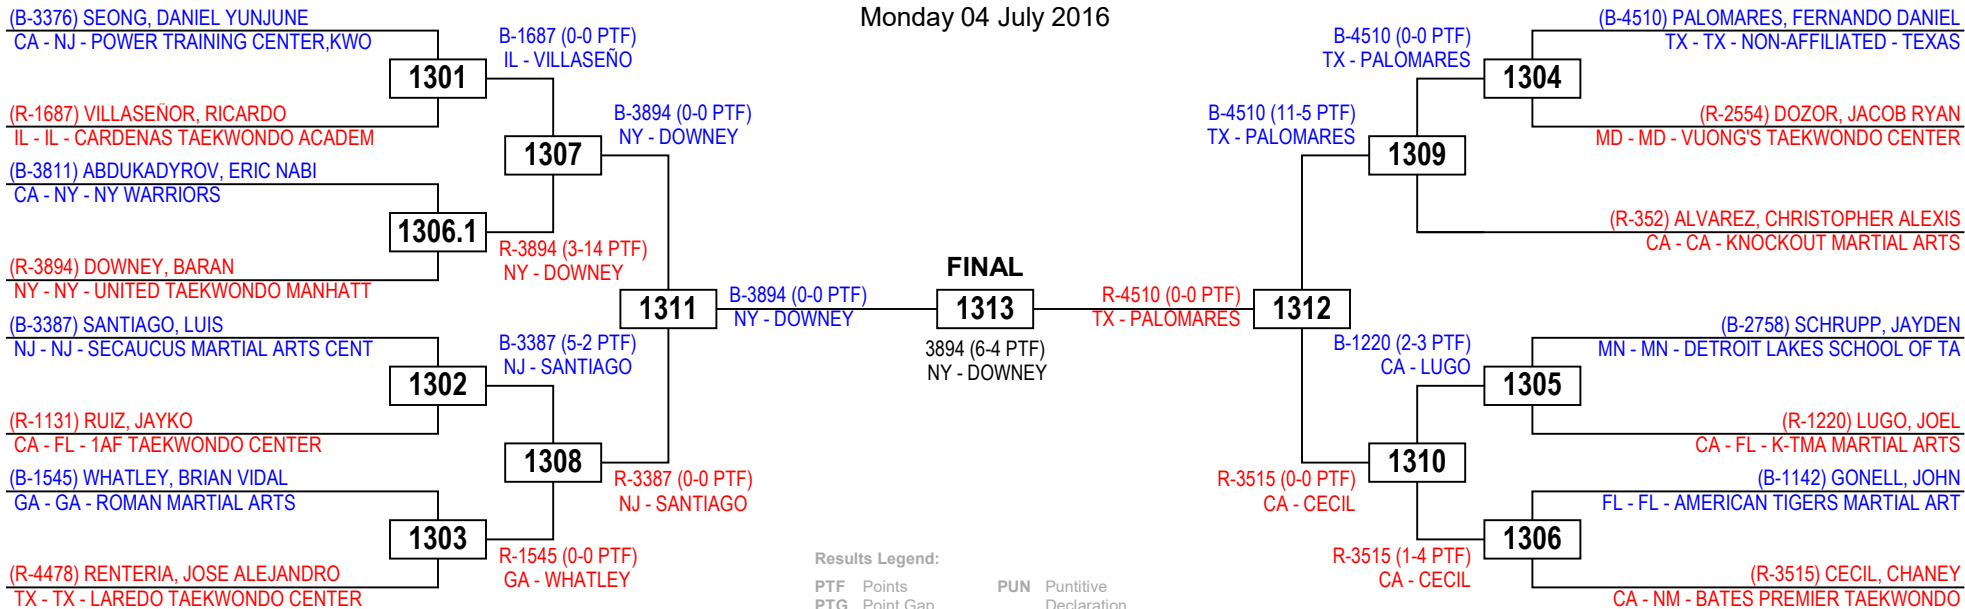 Monday 04 July 2016
(B-3376) SEONG, DANIEL YUNJUNE
CA - NJ - POWER TRAINING CENTER,KWO
1301
(R-1687) VILLASEÑOR, RICARDO
IL - IL - CARDENAS TAEKWONDO ACADEM
(B-3811) ABDUKADYROV, ERIC NABI
CA - NY - NY WARRIORS
1306.1
(R-3894) DOWNEY, BARAN
NY - NY - UNITED TAEKWONDO MANHATT
(B-3387) SANTIAGO, LUIS
NJ - NJ - SECAUCUS MARTIAL ARTS CENT
1302
(R-1131) RUIZ, JAYKO
CA - FL - 1AF TAEKWONDO CENTER
(B-1545) WHATLEY, BRIAN VIDAL
GA - GA - ROMAN MARTIAL ARTS
1303
(R-4478) RENTERIA, JOSE ALEJANDRO
TX - TX - LAREDO TAEKWONDO CENTER
B-1687 (0-0 PTF)
IL - VILLASEÑO
1307
R-3894 (3-14 PTF)
NY - DOWNEY
B-3387 (5-2 PTF)
NJ - SANTIAGO
1308
R-1545 (0-0 PTF)
GA - WHATLEY
B-3894 (0-0 PTF)
NY - DOWNEY
1311
R-3387 (0-0 PTF)
NJ - SANTIAGO
B-3894 (0-0 PTF)
NY - DOWNEY
FINAL
1313
3894 (6-4 PTF)
NY - DOWNEY
R-4510 (0-0 PTF)
TX - PALOMARES
1312
B-4510 (11-5 PTF)
TX - PALOMARES
R-3515 (0-0 PTF)
CA - CECIL
B-4510 (0-0 PTF)
TX - PALOMARES
1309
B-1220 (2-3 PTF)
CA - LUGO
1310
R-3515 (1-4 PTF)
CA - CECIL
(B-4510) PALOMARES, FERNANDO DANIEL
TX - TX - NON-AFFILIATED - TEXAS
1304
(R-2554) DOZOR, JACOB RYAN
MD - MD - VUONG'S TAEKWONDO CENTER
(R-352) ALVAREZ, CHRISTOPHER ALEXIS
CA - CA - KNOCKOUT MARTIAL ARTS
(B-2758) SCHRUPP, JAYDEN
MN - MN - DETROIT LAKES SCHOOL OF TA
1305
(R-1220) LUGO, JOEL
CA - FL - K-TMA MARTIAL ARTS
(B-1142) GONELL, JOHN
FL - FL - AMERICAN TIGERS MARTIAL ART
1306
(R-3515) CECIL, CHANEY
CA - NM - BATES PREMIER TAEKWONDO
Results Legend:
PTF Points PUN Puntitive
PTG Point Gap Declaration